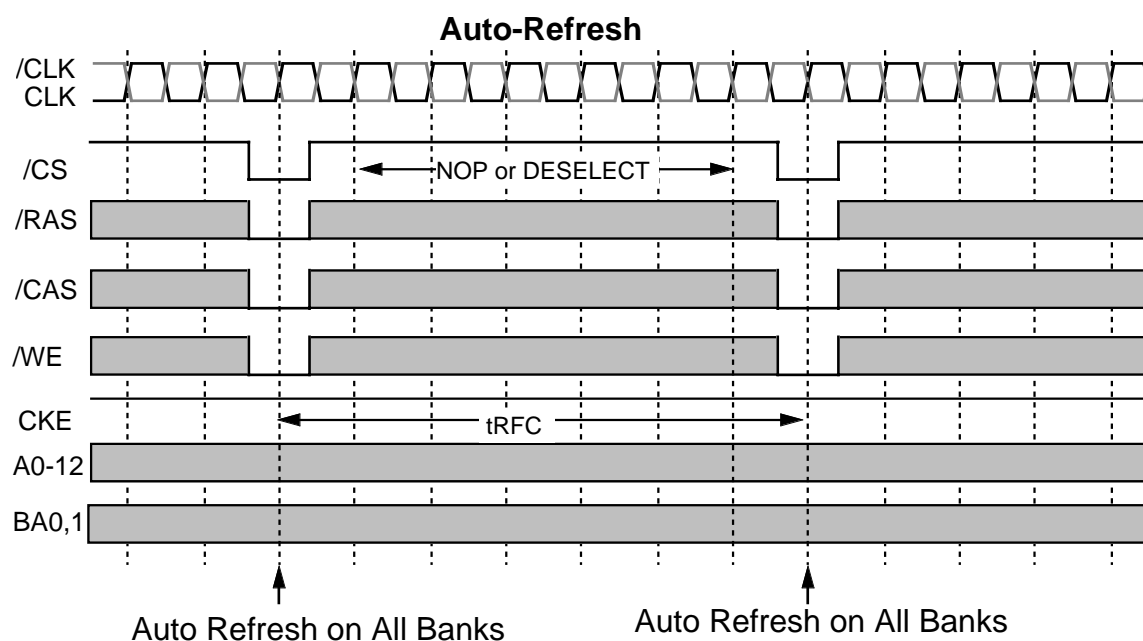 Auto-Refresh
/CLK
CLK
/CS
NOP or DESELECT
/RAS
/CAS
/WE
CKE
tRFC
A0-12
BA0,1
Auto Refresh on All Banks
Auto Refresh on All Banks